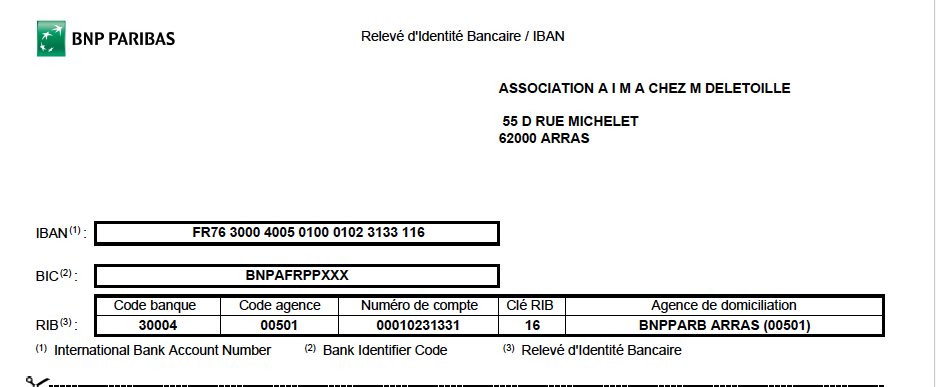 BNP PARIBAS
Relevé d'Identité Bancaire / IBAN
ASSOCIATION A I M A CHEZ M DELETOILLE
55 D RUE MICHELET
62000 ARRAS
IBAN(1) : FR76 3000 4005 0100 0102 3133 116
BIC(2) : BNPAFRPPXXX
Code banque Code agence Numéro de compte Clé RIB Agence de domiciliation
RIB(3) : 30004 00501 00010231331 16 BNPPARB ARRAS (00501)
(1) International Bank Account Number (2) Bank Identifier Code (3) Relevé d'Identité Bancaire